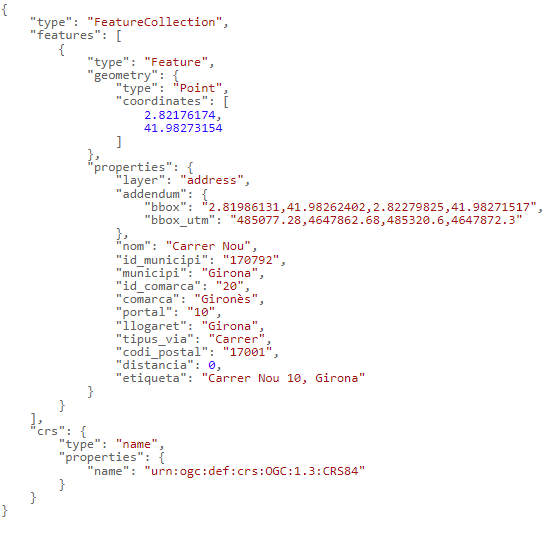 {
    "type": "FeatureCollection",
    "features": [
        {
            "type": "Feature",
            "geometry": {
                "type": "Point",
                "coordinates": [
                    2.82176174,
                    41.98273154
                ]
            },
            "properties": {
                "layer": "address",
                "addendum": {
                    "bbox": "2.81986131,41.98262402,2.82279825,41.98271517",
                    "bbox_utm": "485077.28,4647862.68,485320.6,4647872.3"
                },
                "nom": "Carrer Nou",
                "id_municipi": "170792",
                "municipi": "Girona",
                "id_comarca": "20",
                "comarca": "Gironès",
                "portal": "10",
                "llogaret": "Girona",
                "tipus_via": "Carrer",
                "codi_postal": "17001",
                "distancia": 0,
                "etiqueta": "Carrer Nou 10, Girona"
            }
        }
    ],
    "crs": {
        "type": "name",
        "properties": {
            "name": "urn:ogc:def:crs:OGC:1.3:CRS84"
        }
    }
}